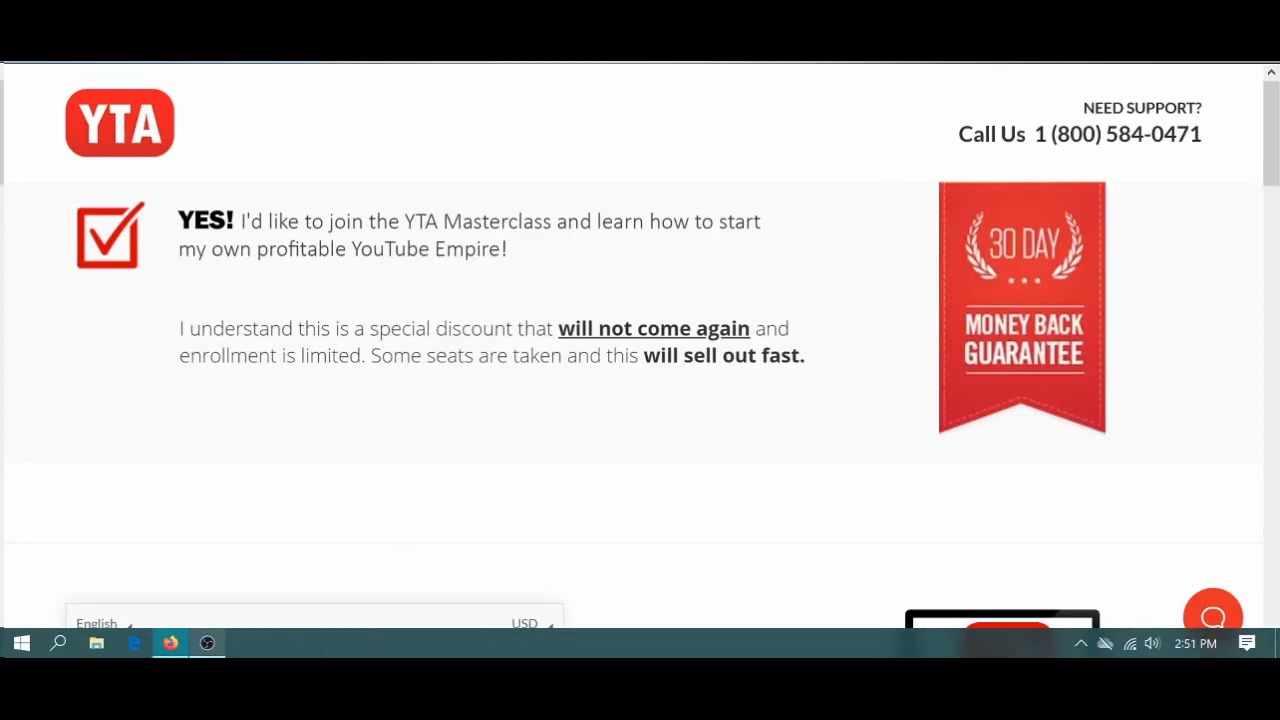 YTA
NEED SUPPORT?
Call Us 1 (800) 584-0471
YES! I'd like to join the YTA Masterclass and learn how to start
my own profitable YouTube Empire!
I understand this is a special discount that will not come again and
enrollment is limited. Some seats are taken and this will sell out fast.
30 DAY
MONEY BACK
GUARANTEE
English
USD
2:51 PM